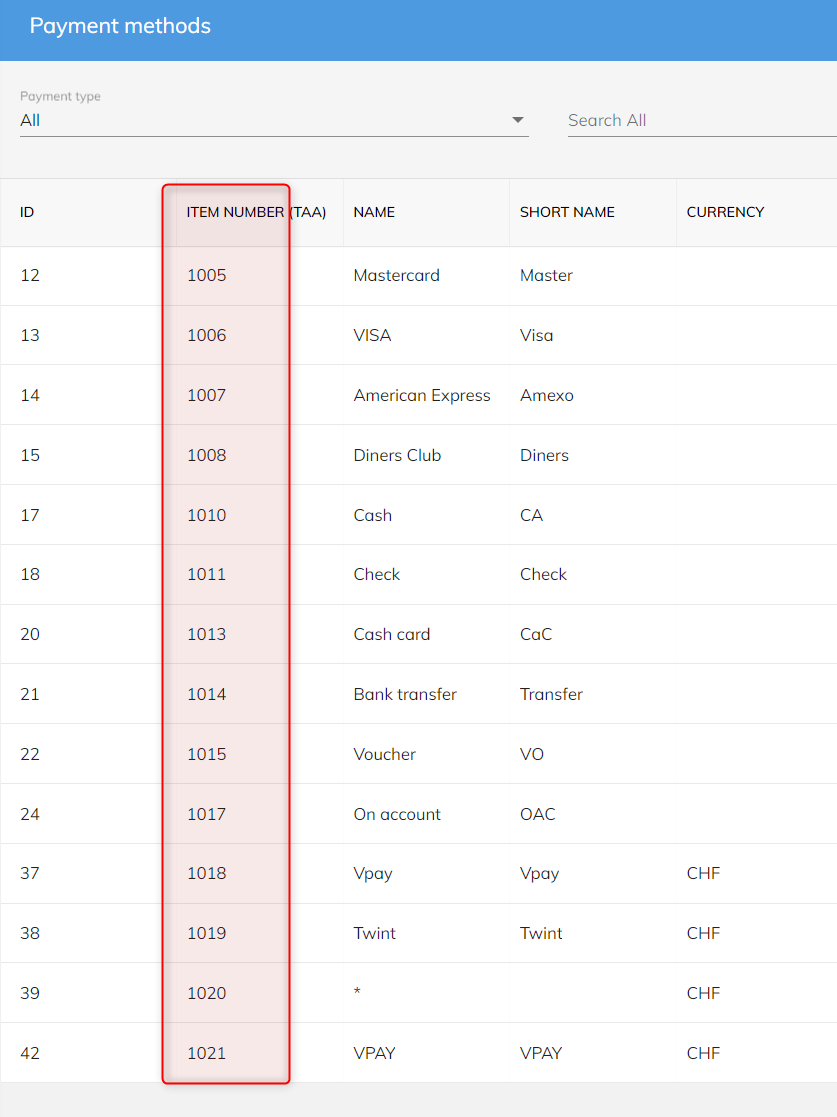 Payment methods
Payment type
All
Search All
ID ITEM NUMBER (TAA) NAME SHORT NAME CURRENCY
12 1005 Mastercard Master
13 1006 VISA Visa
14 1007 American Express Amexo
15 1008 Diners Club Diners
17 1010 Cash CA
18 1011 Check Check
20 1013 Cash card CaC
21 1014 Bank transfer Transfer
22 1015 Voucher VO
24 1017 On account OAC
37 1018 Vpay Vpay CHF
38 1019 Twint Twint CHF
39 1020 * CHF
42 1021 VPAY VPAY CHF